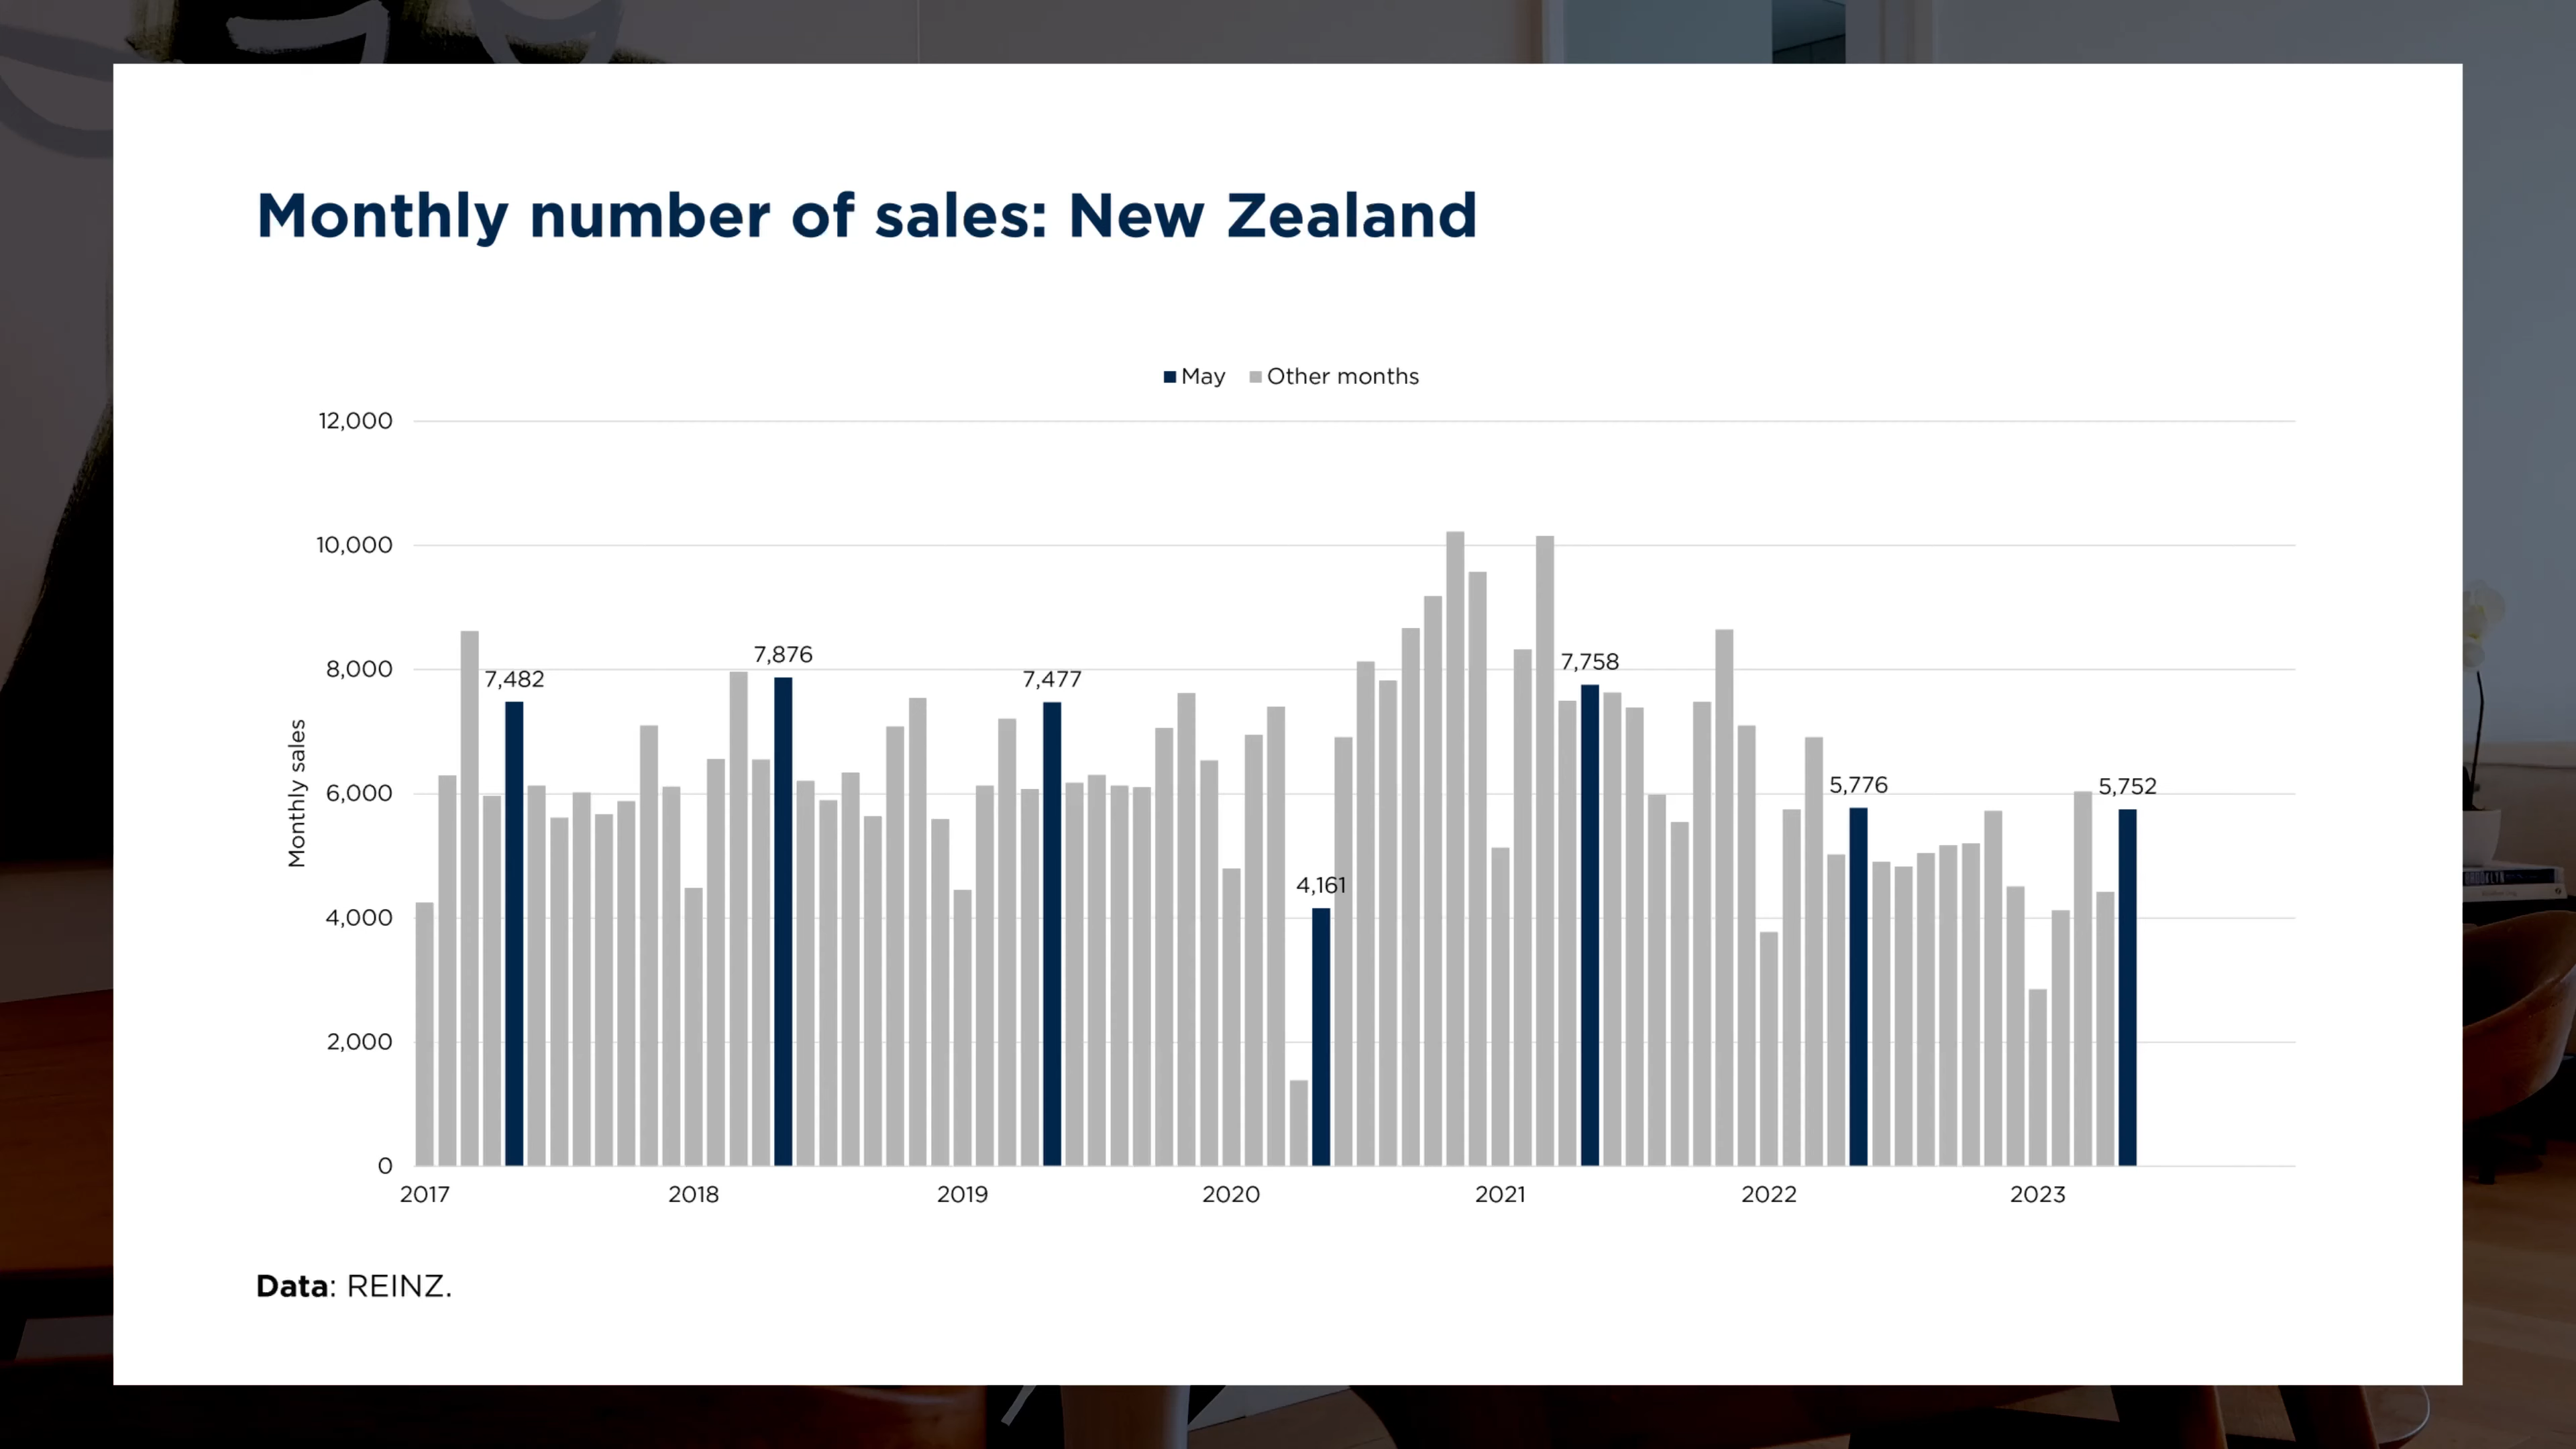 Monthly number of sales: New Zealand
May Other months
12,000
10,000
8,000
6,000
4,000
2,000
0
Monthly sales
7,482
7,876
7,477
4,161
7,758
5,776
5,752
2017 2018 2019 2020 2021 2022 2023
Data: REINZ.